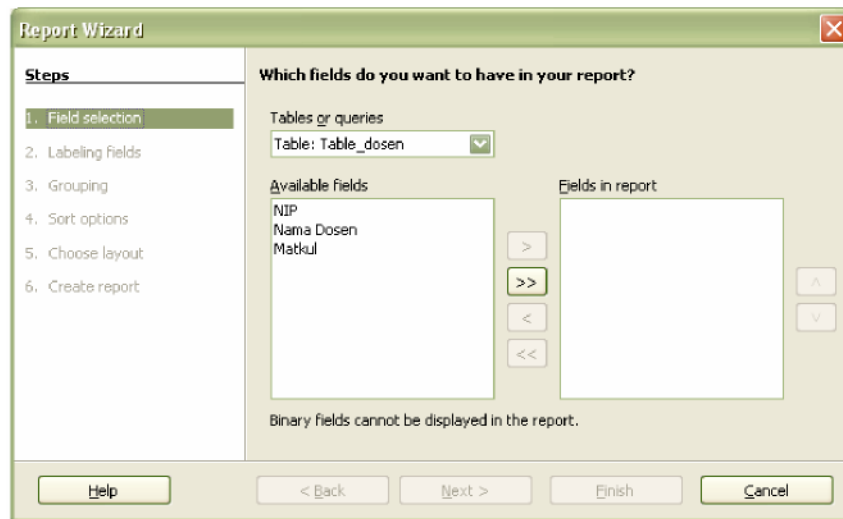 Report Wizard
Steps
1. Field selection
2. Labeling fields
3. Grouping
4. Sort options
5. Choose layout
6. Create report
Which fields do you want to have in your report?
Tables or queries
Table: Table_dosen
Available fields
NIP
Nama Dosen
Matkul
>
>>
<
<<
Fields in report
^
v
Binary fields cannot be displayed in the report.
Help
< Back
Next >
Finish
Cancel